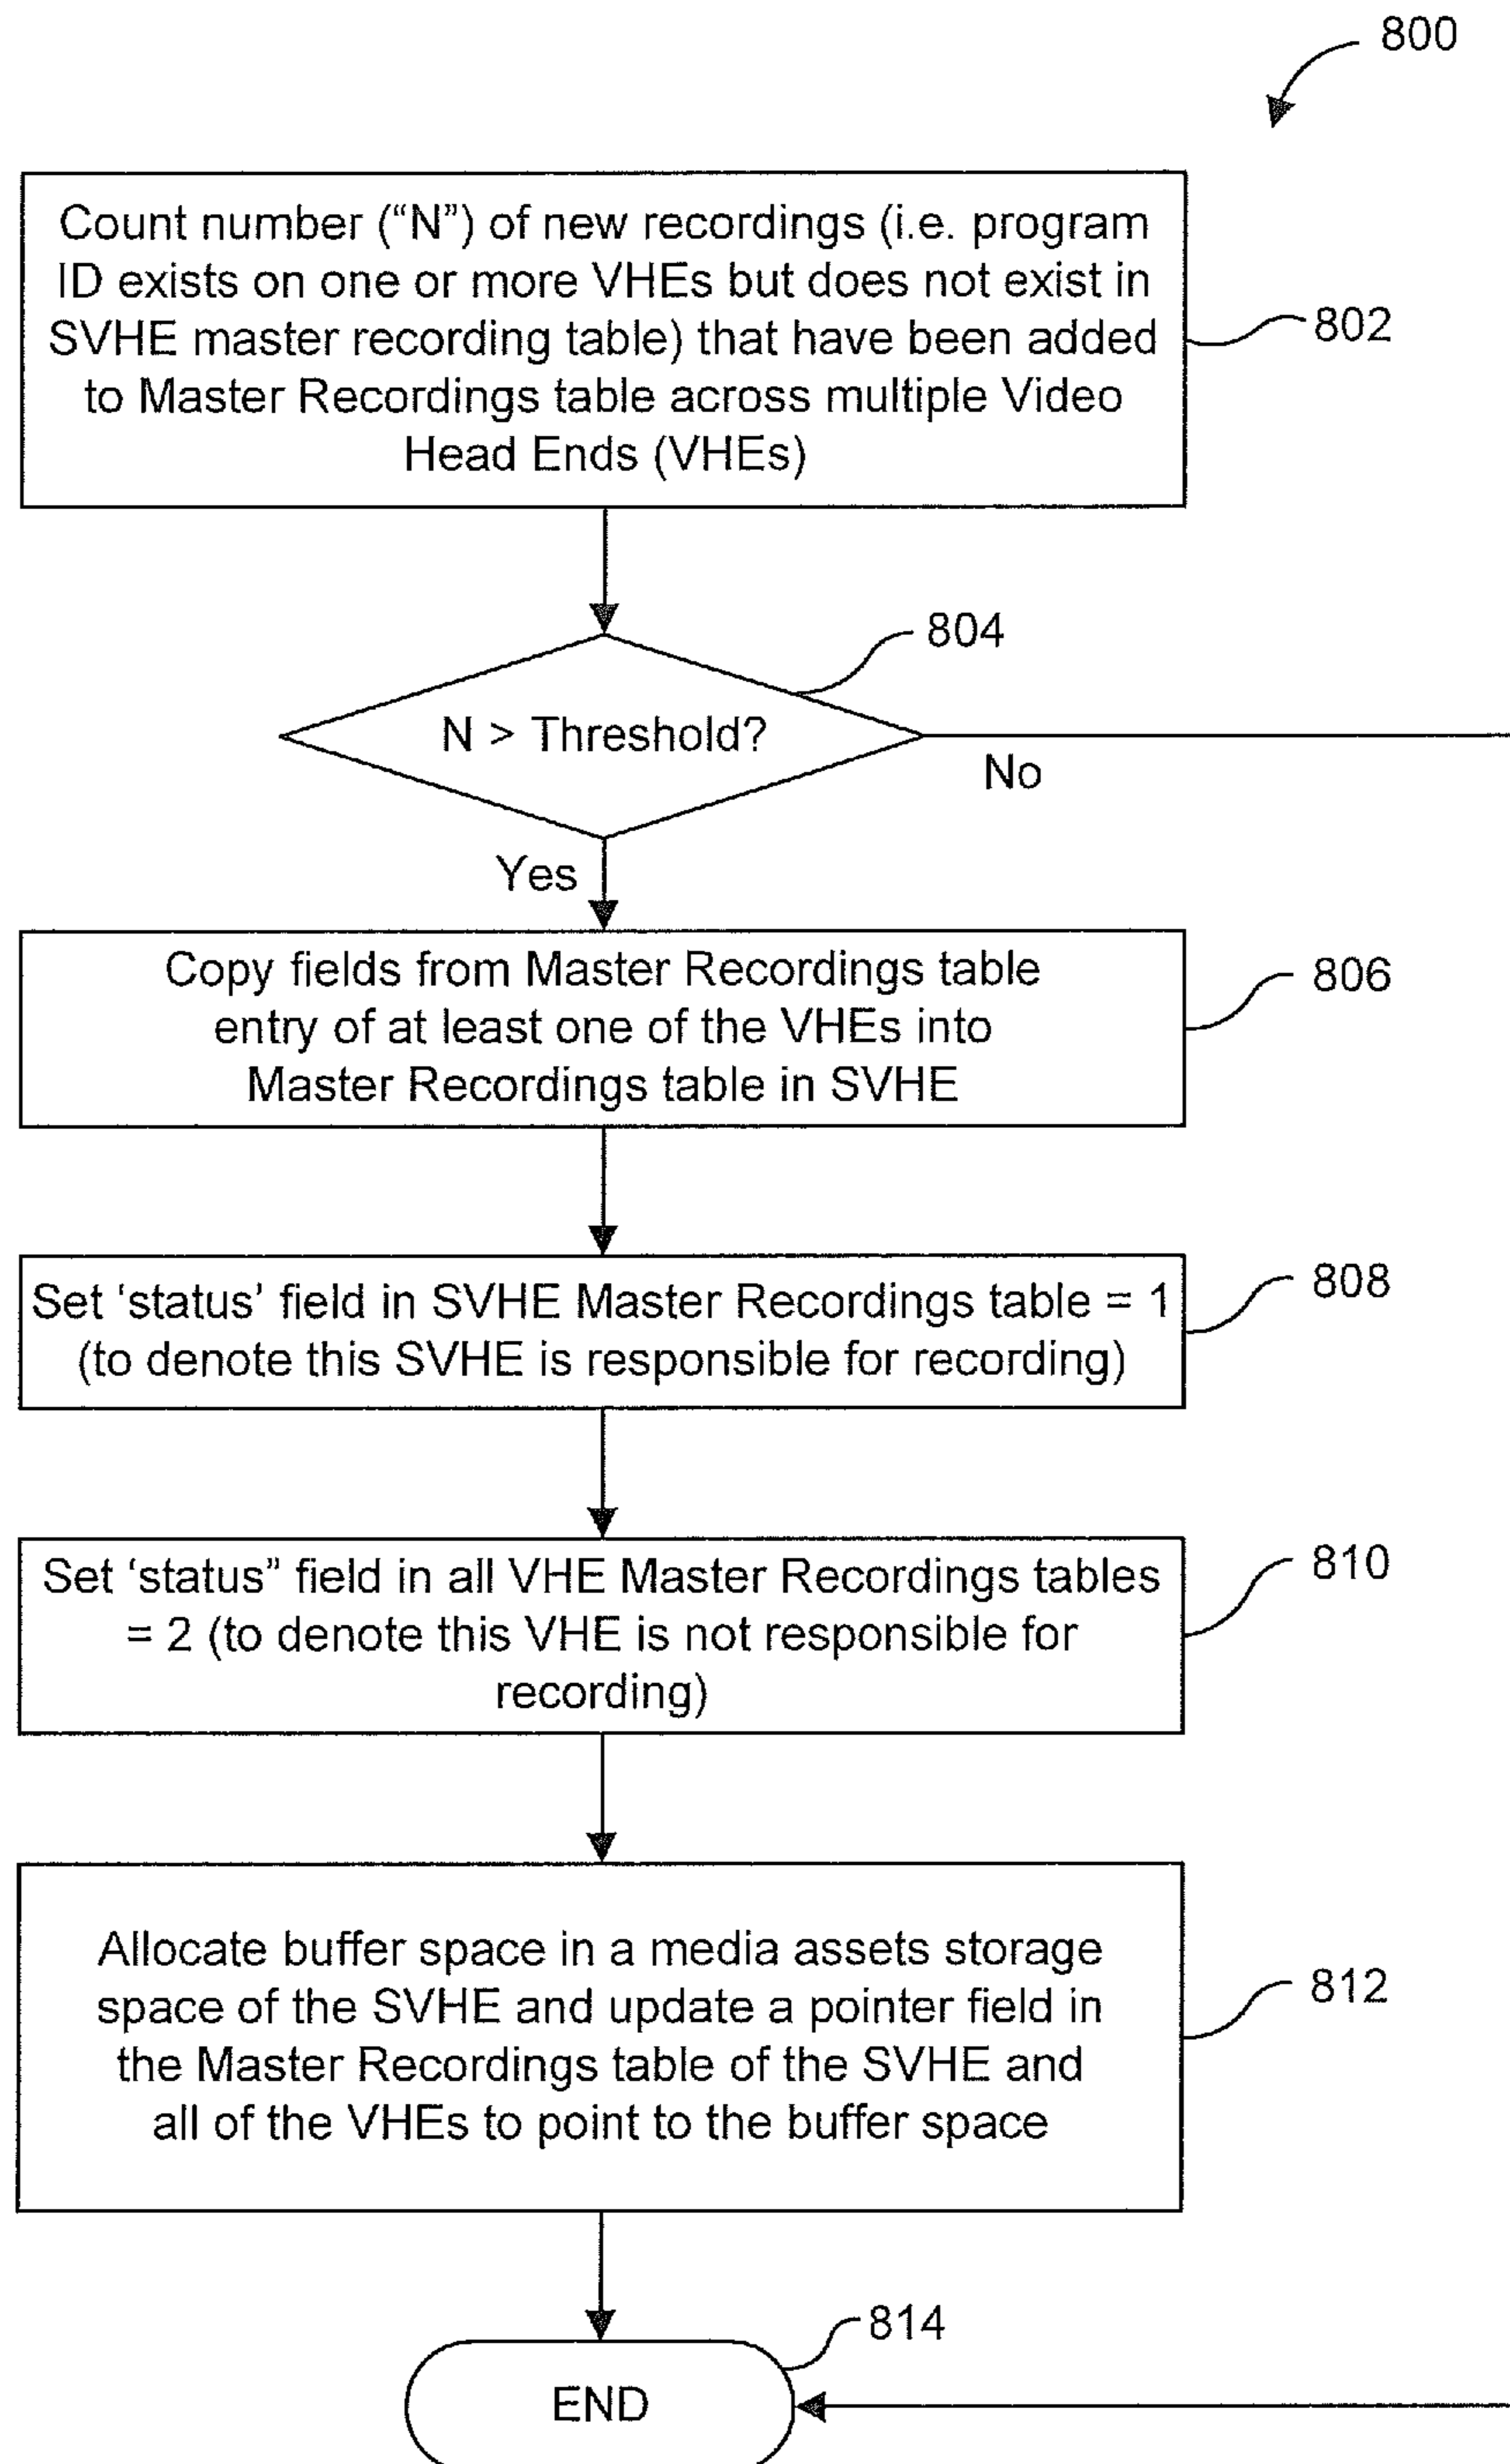 800
Count number (“N”) of new recordings (i.e. program
ID exists on one or more VHEs but does not exist in
SVHE master recording table) that have been added
to Master Recordings table across multiple Video
Head Ends (VHEs)
802
804
N > Threshold?
No
Yes
Copy fields from Master Recordings table
entry of at least one of the VHEs into
Master Recordings table in SVHE
806
Set ‘status’ field in SVHE Master Recordings table = 1
(to denote this SVHE is responsible for recording)
808
Set ‘status” field in all VHE Master Recordings tables
= 2 (to denote this VHE is not responsible for
recording)
810
Allocate buffer space in a media assets storage
space of the SVHE and update a pointer field in
the Master Recordings table of the SVHE and
all of the VHEs to point to the buffer space
812
814
END